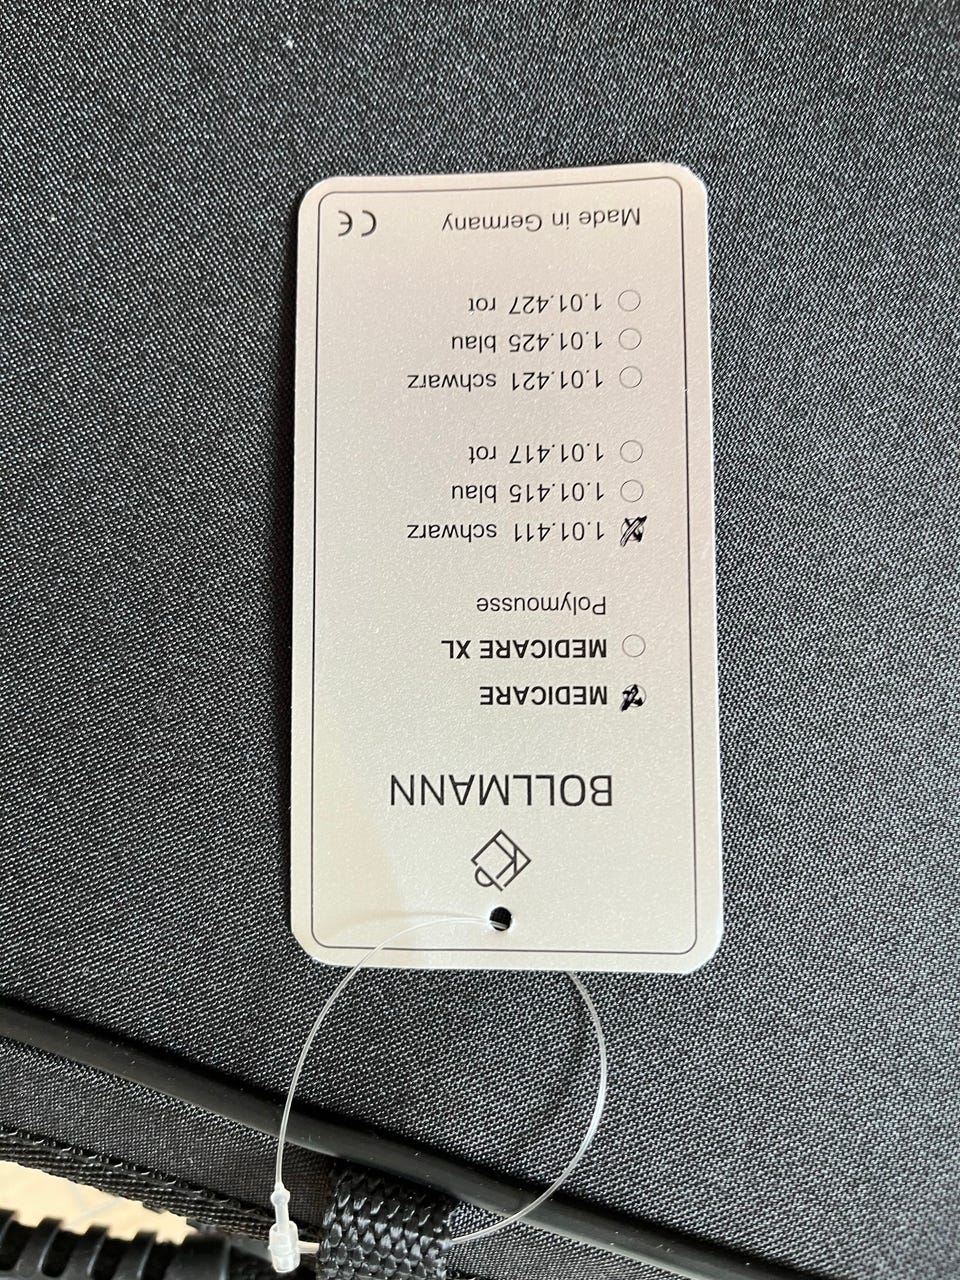 BOLLMANN
MEDICARE
MEDICARE XL
Polymousse
1.01.411 schwarz
1.01.415 blau
1.01.417 rot
1.01.421 schwarz
1.01.425 blau
1.01.427 rot
Made in Germany CE